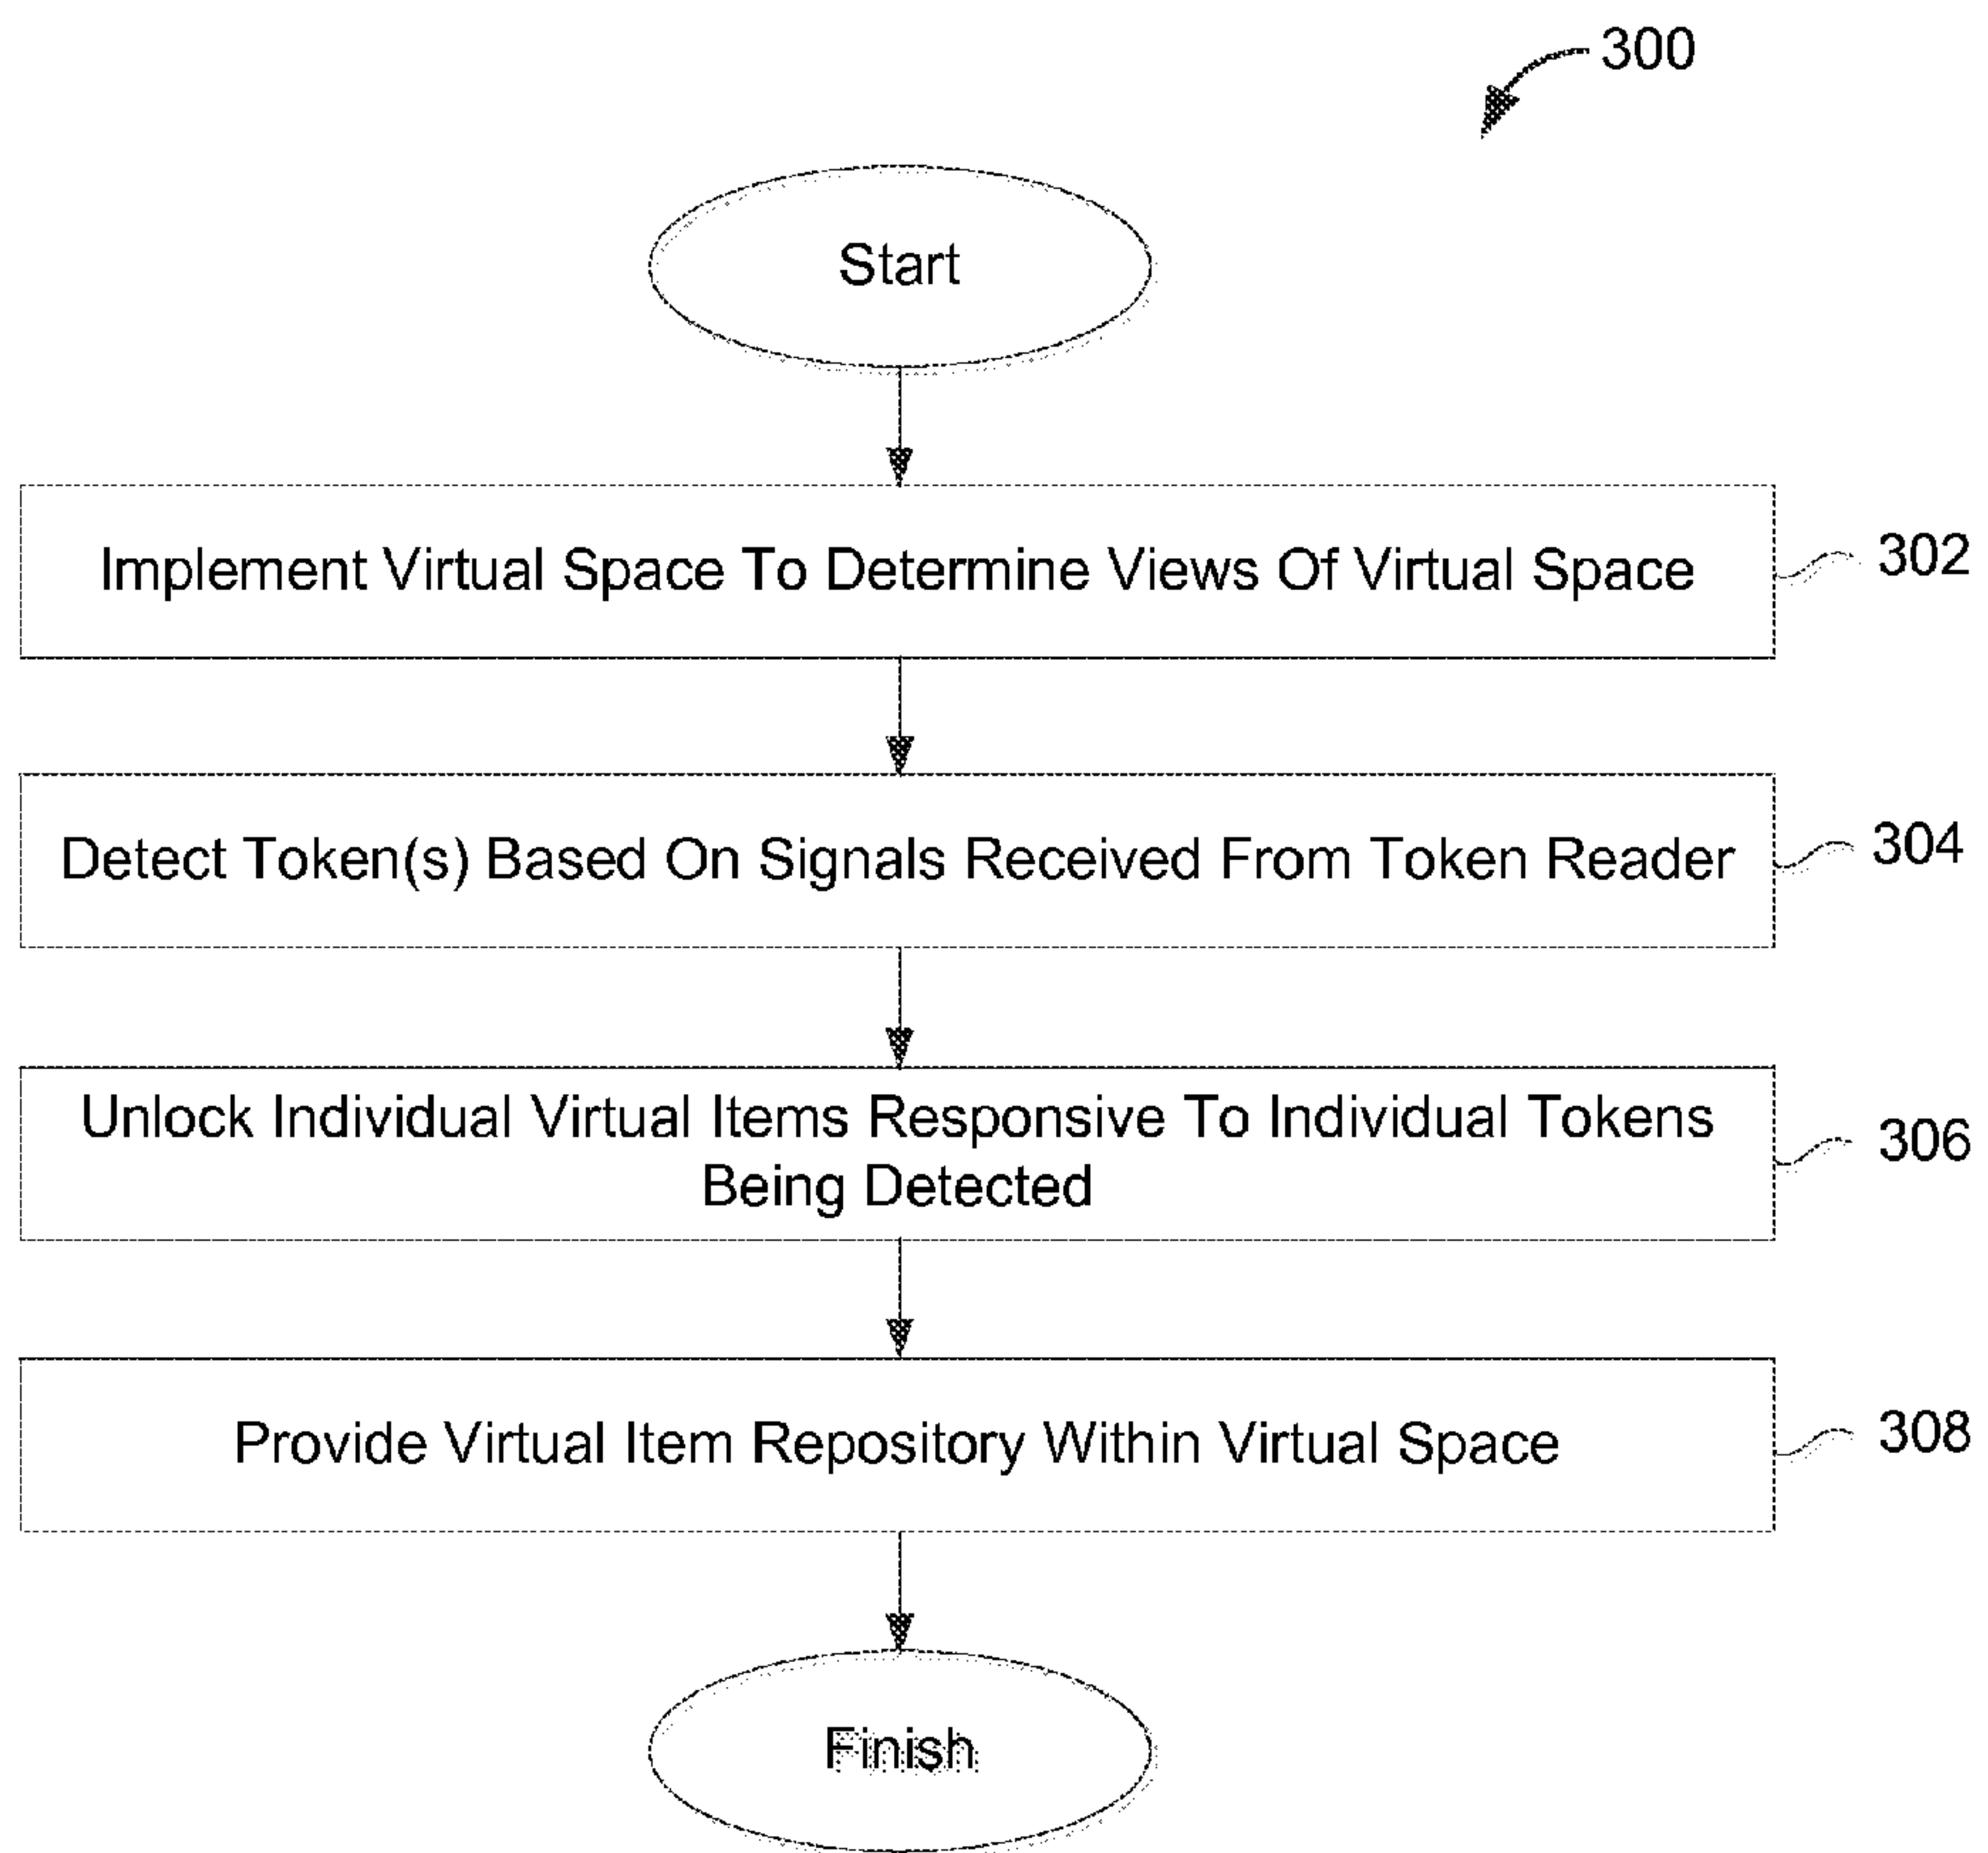 300
Start
Implement Virtual Space To Determine Views Of Virtual Space
302
Detect Token(s) Based On Signals Received From Token Reader
304
Unlock Individual Virtual Items Responsive To Individual Tokens
Being Detected
306
Provide Virtual Item Repository Within Virtual Space
308
Finish